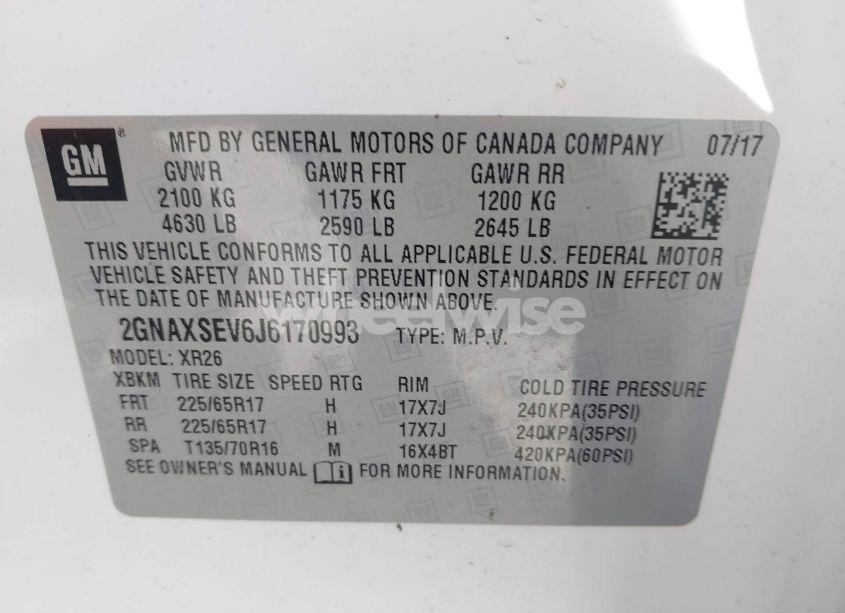 GM
MFD BY GENERAL MOTORS OF CANADA COMPANY 07/17
GVWR GAWR FRT GAWR RR
2100 KG 1175 KG 1200 KG
4630 LB 2590 LB 2645 LB
THIS VEHICLE CONFORMS TO ALL APPLICABLE U.S. FEDERAL MOTOR
VEHICLE SAFETY AND THEFT PREVENTION STANDARDS IN EFFECT ON
THE DATE OF MANUFACTURE SHOWN ABOVE.
wheelwise
2GNAXSEV6J6170993 TYPE: M.P.V.
MODEL: XR26
XBKM TIRE SIZE SPEED RTG RIM COLD TIRE PRESSURE
FRT 225/65R17 H 17X7J 240KPA(35PSI)
RR 225/65R17 H 17X7J 240KPA(35PSI)
SPA T135/70R16 M 16X4BT 420KPA(60PSI)
SEE OWNER'S MANUAL i FOR MORE INFORMATION.